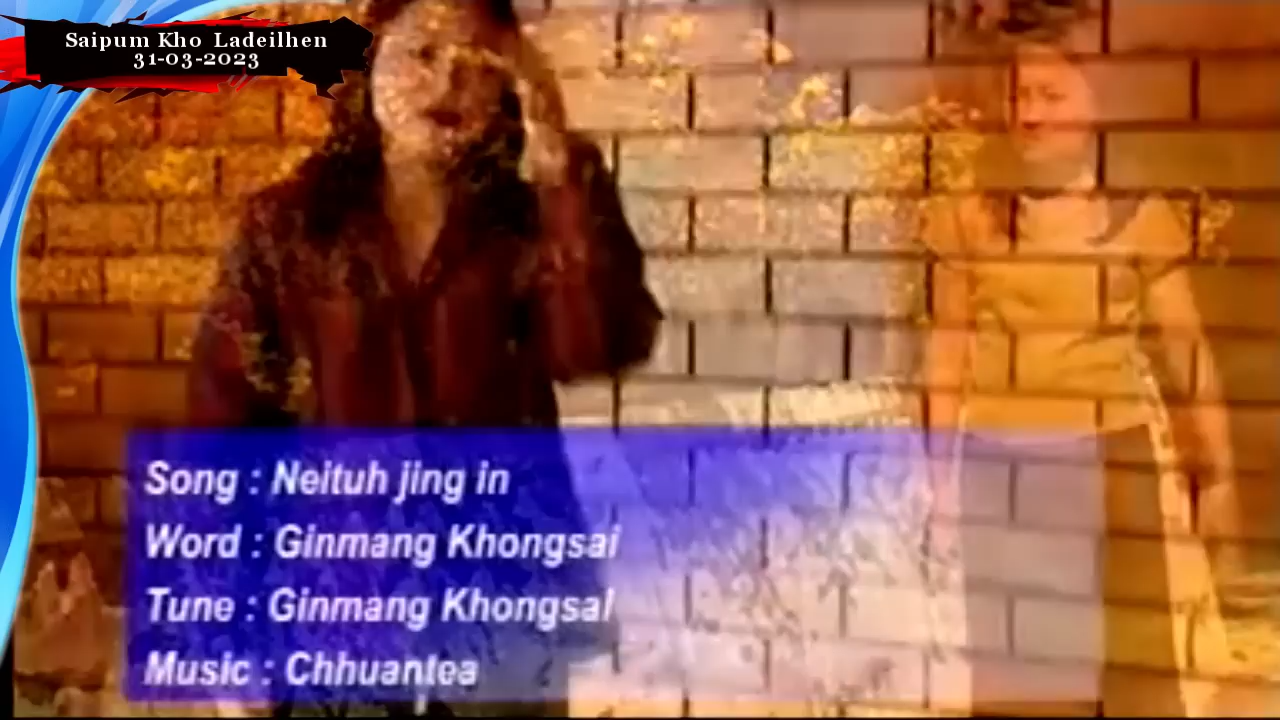 Saipum Kho Ladeilhen
31-03-2023
Song : Neituh jing in
Word : Ginmang Khongsai
Tune : Ginmang Khongsai
Music : Chhuantea